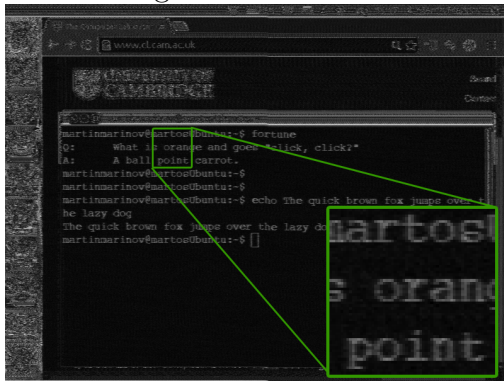 www.cl.cam.ac.uk
UNIVERSITY OF
CAMBRIDGE
martinmarinov@martosUbuntu:~$ fortune
Q: What is orange and goes "click, click?"
A: A ball point carrot.
martinmarinov@martosUbuntu:~$
martinmarinov@martosUbuntu:~$
martinmarinov@martosUbuntu:~$ echo The quick brown fox jumps over t
he lazy dog
The quick brown fox jumps over the lazy do
martinmarinov@martosUbuntu:~$
martosU
s orang
point